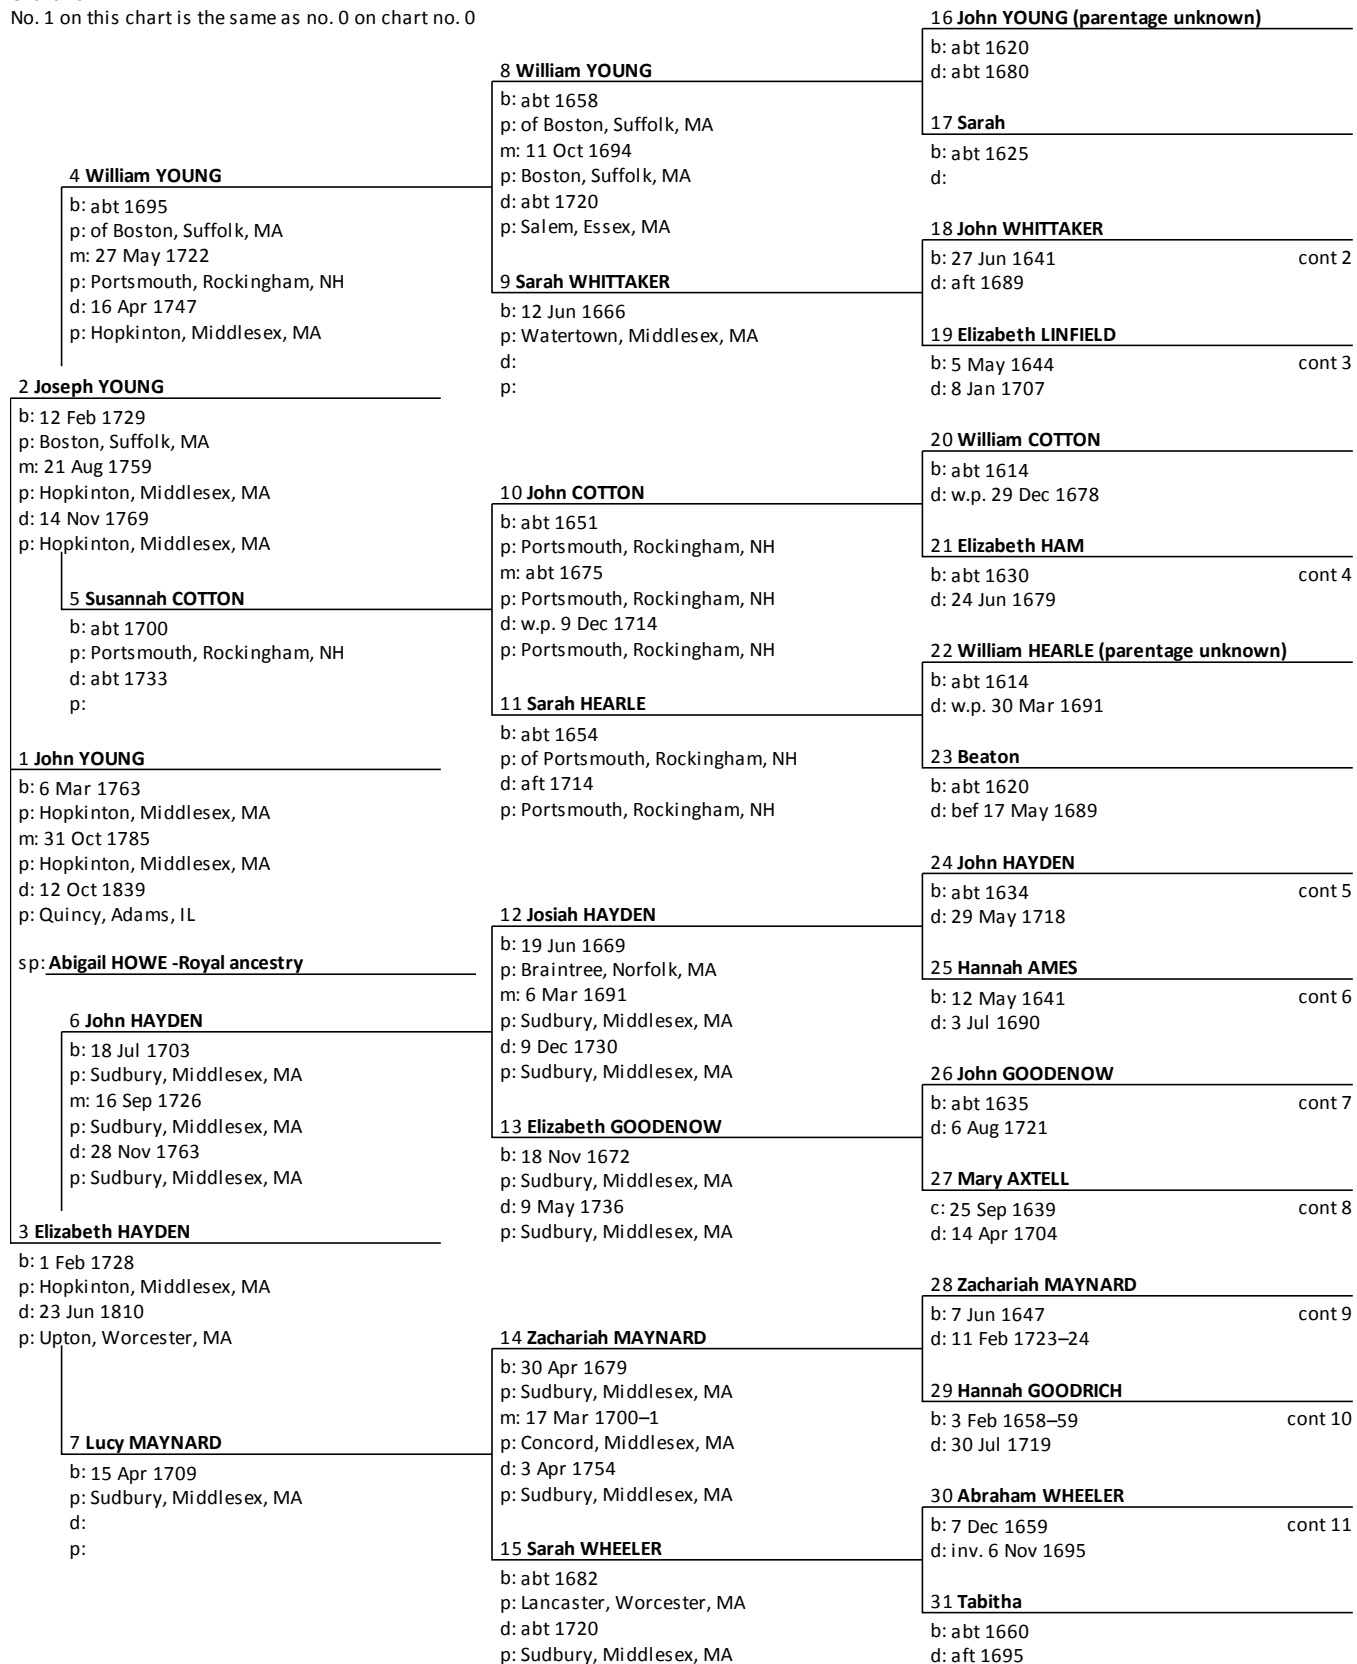 No. 1 on this chart is the same as no. 0 on chart no. 0
16 John YOUNG (parentage unknown)
b: abt 1620
d: abt 1680
8 William YOUNG
b: abt 1658
p: of Boston, Suffolk, MA
m: 11 Oct 1694
p: Boston, Suffolk, MA
d: abt 1720
p: Salem, Essex, MA
17 Sarah
b: abt 1625
d:
4 William YOUNG
b: abt 1695
p: of Boston, Suffolk, MA
m: 27 May 1722
p: Portsmouth, Rockingham, NH
d: 16 Apr 1747
p: Hopkinton, Middlesex, MA
18 John WHITTAKER
b: 27 Jun 1641 cont 2
d: aft 1689
9 Sarah WHITTAKER
b: 12 Jun 1666
p: Watertown, Middlesex, MA
d:
p:
19 Elizabeth LINFIELD
b: 5 May 1644 cont 3
d: 8 Jan 1707
2 Joseph YOUNG
b: 12 Feb 1729
p: Boston, Suffolk, MA
m: 21 Aug 1759
p: Hopkinton, Middlesex, MA
d: 14 Nov 1769
p: Hopkinton, Middlesex, MA
20 William COTTON
b: abt 1614
d: w.p. 29 Dec 1678
10 John COTTON
b: abt 1651
p: Portsmouth, Rockingham, NH
m: abt 1675
p: Portsmouth, Rockingham, NH
d: w.p. 9 Dec 1714
p: Portsmouth, Rockingham, NH
21 Elizabeth HAM
b: abt 1630 cont 4
d: 24 Jun 1679
5 Susannah COTTON
b: abt 1700
p: Portsmouth, Rockingham, NH
d: abt 1733
p:
22 William HEARLE (parentage unknown)
b: abt 1614
d: w.p. 30 Mar 1691
11 Sarah HEARLE
b: abt 1654
p: of Portsmouth, Rockingham, NH
d: aft 1714
p: Portsmouth, Rockingham, NH
23 Beaton
b: abt 1620
d: bef 17 May 1689
1 John YOUNG
b: 6 Mar 1763
p: Hopkinton, Middlesex, MA
m: 31 Oct 1785
p: Hopkinton, Middlesex, MA
d: 12 Oct 1839
p: Quincy, Adams, IL
sp: Abigail HOWE -Royal ancestry
24 John HAYDEN
b: abt 1634 cont 5
d: 29 May 1718
12 Josiah HAYDEN
b: 19 Jun 1669
p: Braintree, Norfolk, MA
m: 6 Mar 1691
p: Sudbury, Middlesex, MA
d: 9 Dec 1730
p: Sudbury, Middlesex, MA
25 Hannah AMES
b: 12 May 1641 cont 6
d: 3 Jul 1690
6 John HAYDEN
b: 18 Jul 1703
p: Sudbury, Middlesex, MA
m: 16 Sep 1726
p: Sudbury, Middlesex, MA
d: 28 Nov 1763
p: Sudbury, Middlesex, MA
26 John GOODENOW
b: abt 1635 cont 7
d: 6 Aug 1721
13 Elizabeth GOODENOW
b: 18 Nov 1672
p: Sudbury, Middlesex, MA
d: 9 May 1736
p: Sudbury, Middlesex, MA
27 Mary AXTELL
c: 25 Sep 1639 cont 8
d: 14 Apr 1704
3 Elizabeth HAYDEN
b: 1 Feb 1728
p: Hopkinton, Middlesex, MA
d: 23 Jun 1810
p: Upton, Worcester, MA
28 Zachariah MAYNARD
b: 7 Jun 1647 cont 9
d: 11 Feb 1723–24
14 Zachariah MAYNARD
b: 30 Apr 1679
p: Sudbury, Middlesex, MA
m: 17 Mar 1700–1
p: Concord, Middlesex, MA
d: 3 Apr 1754
p: Sudbury, Middlesex, MA
29 Hannah GOODRICH
b: 3 Feb 1658–59 cont 10
d: 30 Jul 1719
7 Lucy MAYNARD
b: 15 Apr 1709
p: Sudbury, Middlesex, MA
d:
p:
30 Abraham WHEELER
b: 7 Dec 1659 cont 11
d: inv. 6 Nov 1695
15 Sarah WHEELER
b: abt 1682
p: Lancaster, Worcester, MA
d: abt 1720
p: Sudbury, Middlesex, MA
31 Tabitha
b: abt 1660
d: aft 1695